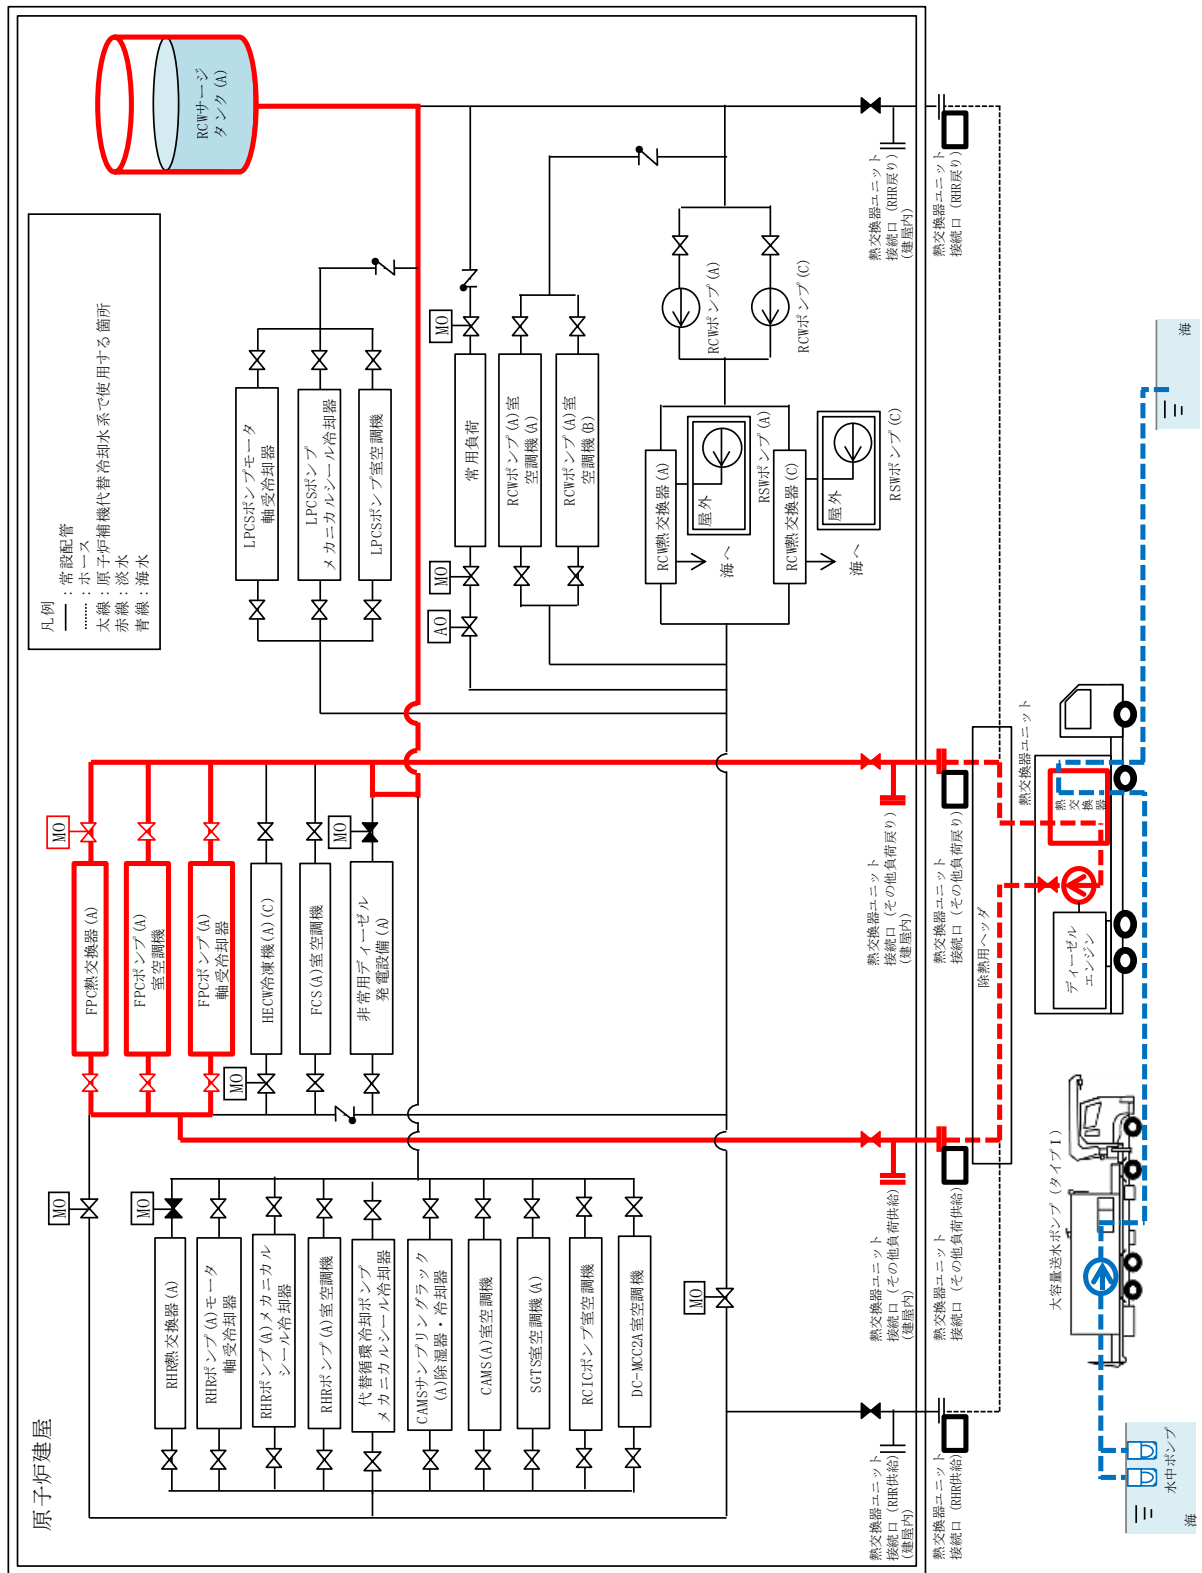 原子炉建屋
凡例
：常設配管
：ホース
太線：原子炉補機代替冷却水系で使用する箇所
赤線：淡水
青線：海水
RCWサージ
タンク(A)
MO
RHR熱交換器(A)
RHRポンプ(A)モータ
軸受冷却器
RHRポンプ(A)メカニカル
シール冷却器
RHRポンプ(A)室空調機
代替循環冷却ポンプ
メカニカルシール冷却器
CAMSサンプリングラック
(A)除湿器・冷却器
CAMS(A)室空調機
SGTS室空調機(A)
RCICポンプ室空調機
DC-MCC2A室空調機
MO
MO
MO
FPC熱交換器(A)
FPCポンプ(A)
室空調機
FPCポンプ(A)
軸受冷却器
HECW冷凍機(A)(C)
FCS(A)室空調機
非常用ディーゼル
発電設備(A)
MO
MO
MO
LPCSポンプモータ
軸受冷却器
LPCSポンプ
メカニカルシール冷却器
LPCSポンプ室空調機
AO
MO
常用負荷
MO
RCWポンプ(A)室
空調機(A)
RCWポンプ(A)室
空調機(B)
RCW熱交換器(A)
海へ
屋外
RSWポンプ(A)
RCW熱交換器(C)
海へ
屋外
RSWポンプ(C)
RCWポンプ(A)
RCWポンプ(C)
熱交換器ユニット
接続口（RHR供給）
（建屋内）
熱交換器ユニット
接続口（RHR供給）
熱交換器ユニット
接続口（その他負荷供給）
（建屋内）
熱交換器ユニット
接続口（その他負荷供給）
熱交換器ユニット
接続口（その他負荷戻り）
（建屋内）
熱交換器ユニット
接続口（その他負荷戻り）
熱交換器ユニット
接続口（RHR戻り）
（建屋内）
熱交換器ユニット
接続口（RHR戻り）
除熱用ヘッダ
熱交換器ユニット
熱交換器
ディーゼル
エンジン
大容量送水ポンプ（タイプⅠ）
水中ポンプ
海
海